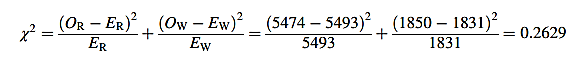 χ² = (O_R − E_R)² / E_R + (O_W − E_W)² / E_W = (5474 − 5493)² / 5493 + (1850 − 1831)² / 1831 = 0.2629